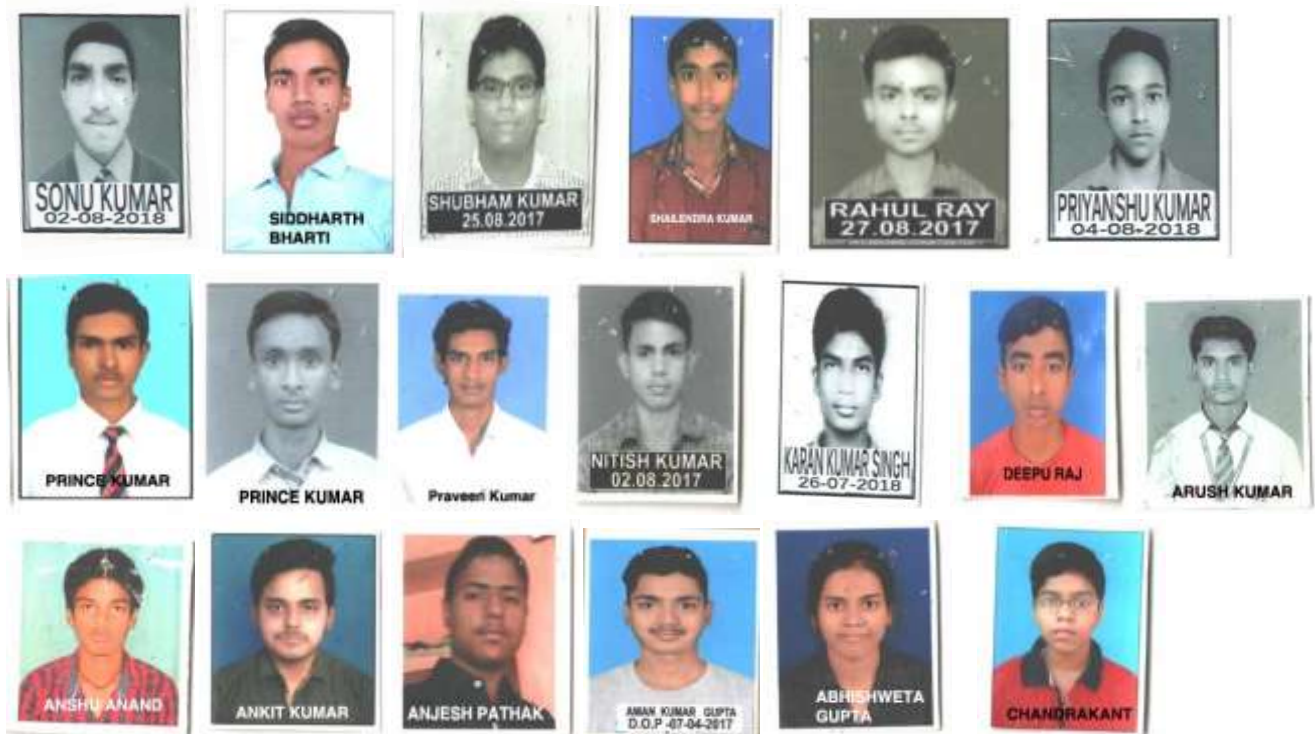 SONU KUMAR
02-08-2018
SIDDHARTH
BHARTI
SHUBHAM KUMAR
25.08.2017
SHAILENDRA KUMAR
RAHUL RAY
27.08.2017
PRIYANSHU KUMAR
04-08-2018
PRINCE KUMAR
PRINCE KUMAR
Praveen Kumar
NITISH KUMAR
02.08.2017
KARAN KUMAR SINGH
26-07-2018
DEEPU RAJ
ARUSH KUMAR
ANSHU ANAND
ANKIT KUMAR
ANJESH PATHAK
AMAN KUMAR GUPTA
D.O.P -07-04-2017
ABHISHWETA
GUPTA
CHANDRAKANT